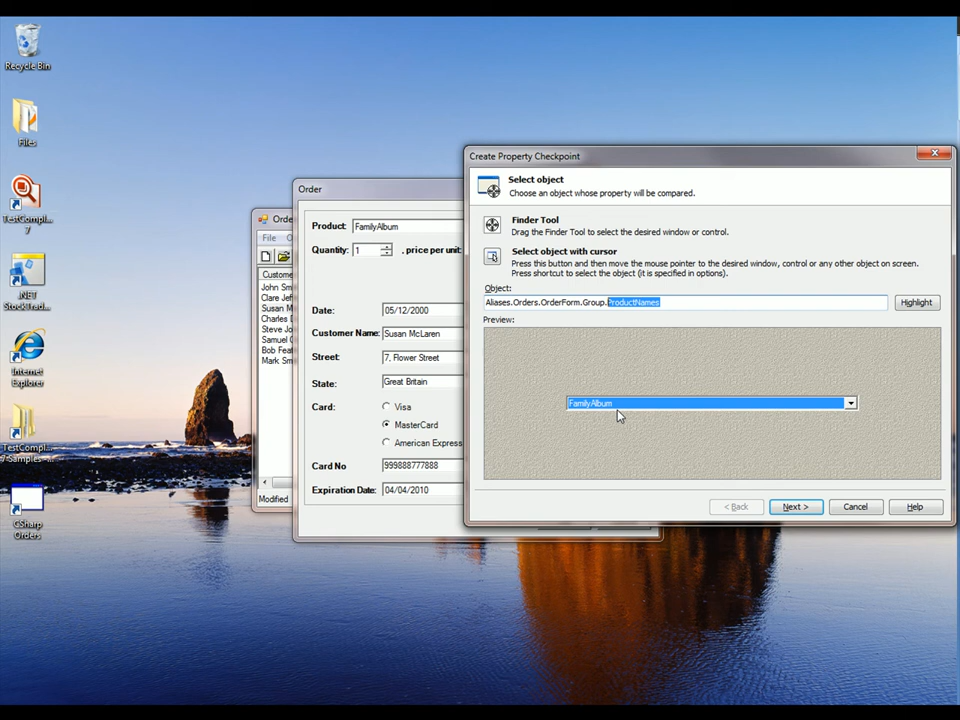 Recycle Bin
Files
TestCompl...
7
.NET
StockTrad...
Internet
Explorer
TestCompl...
7 Samples -...
CSharp
Orders
File
Custome
John Sm
Clare Jef
Susan M
Charles D
Steve Jo
Samuel C
Bob Feat
Mark Sm
Modified
Order
Product: FamilyAlbum
Quantity: 1 , price per unit:
Date: 05/12/2000
Customer Name: Susan McLaren
Street: 7, Flower Street
State: Great Britain
Card: Visa
MasterCard
American Express
Card No 999888777888
Expiration Date: 04/04/2010
Create Property Checkpoint
Select object
Choose an object whose property will be compared.
Finder Tool
Drag the Finder Tool to select the desired window or control.
Select object with cursor
Press this button and then move the mouse pointer to the desired window, control or any other object on screen.
Press shortcut to select the object (it is specified in options).
Object:
Aliases.Orders.OrderForm.Group.ProductNames Highlight
Preview:
FamilyAlbum
< Back Next > Cancel Help